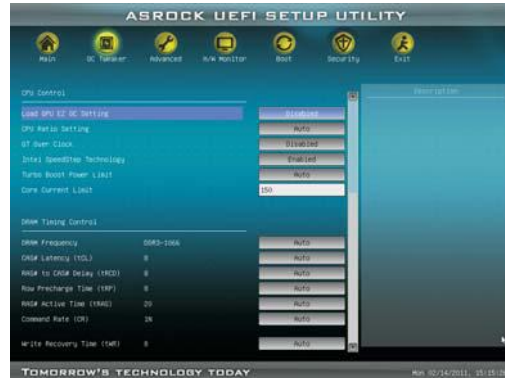 ASROCK UEFI SETUP UTILITY
Main OC Tweaker Advanced H/W Monitor Boot Security Exit
CPU Control
Description
Load GPU EZ OC Setting Disabled
CPU Ratio Setting Auto
GT Over Clock Disabled
Intel SpeedStep Technology Enabled
Turbo Boost Power Limit Auto
Core Current Limit 150
DRAM Timing Control
DRAM Frequency DDR3-1066 Auto
CAS# Latency (tCL) 8 Auto
RAS# to CAS# Delay (tRCD) 8 Auto
Row Precharge Time (tRP) 8 Auto
RAS# Active Time (tRAS) 20 Auto
Command Rate (CR) 1N Auto
Write Recovery Time (tWR) 8 Auto
TOMORROW'S TECHNOLOGY TODAY
Mon 02/14/2011, 15:15:26